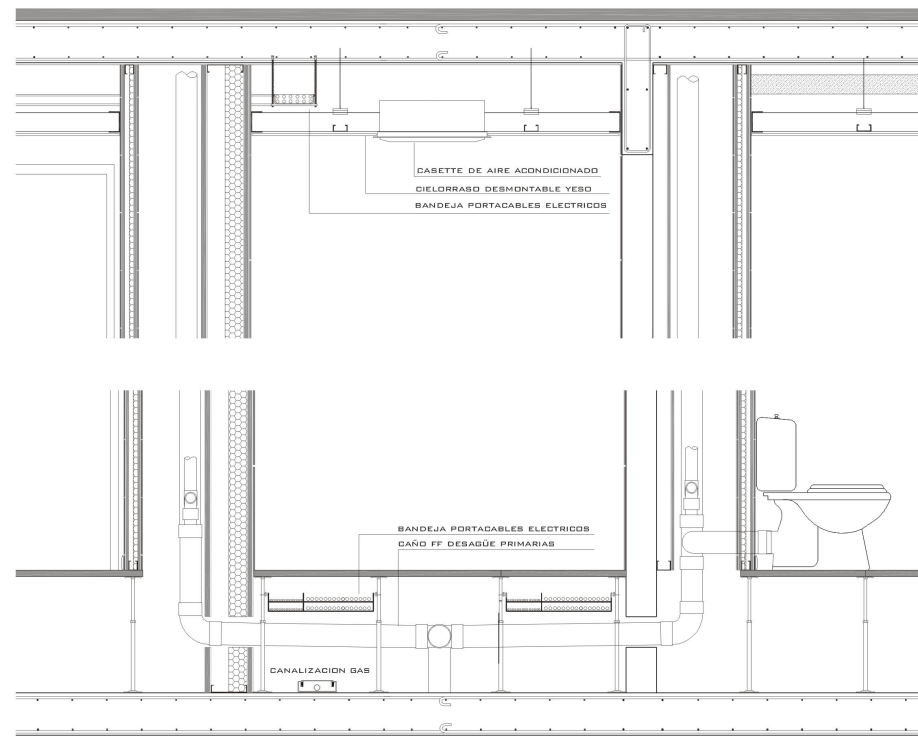 CASETTE DE AIRE ACONDICIONADO
CIELORRASO DESMONTABLE YESO
BANDEJA PORTACABLES ELECTRICOS
BANDEJA PORTACABLES ELECTRICOS
CAÑO FF DESAGÜE PRIMARIAS
CANALIZACION GAS